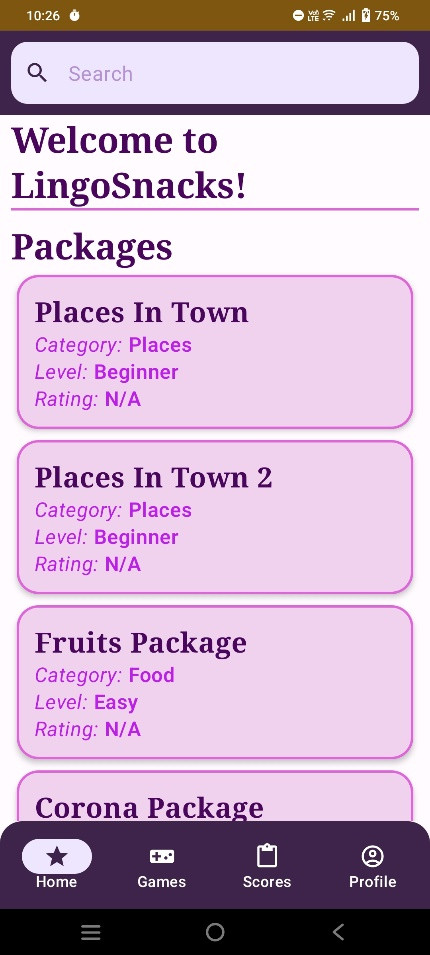 10:26
Vo) LTE 75%
Search
Welcome to
LingoSnacks!
Packages
Places In Town
Category: Places
Level: Beginner
Rating: N/A
Places In Town 2
Category: Places
Level: Beginner
Rating: N/A
Fruits Package
Category: Food
Level: Easy
Rating: N/A
Corona Package
Home Games Scores Profile